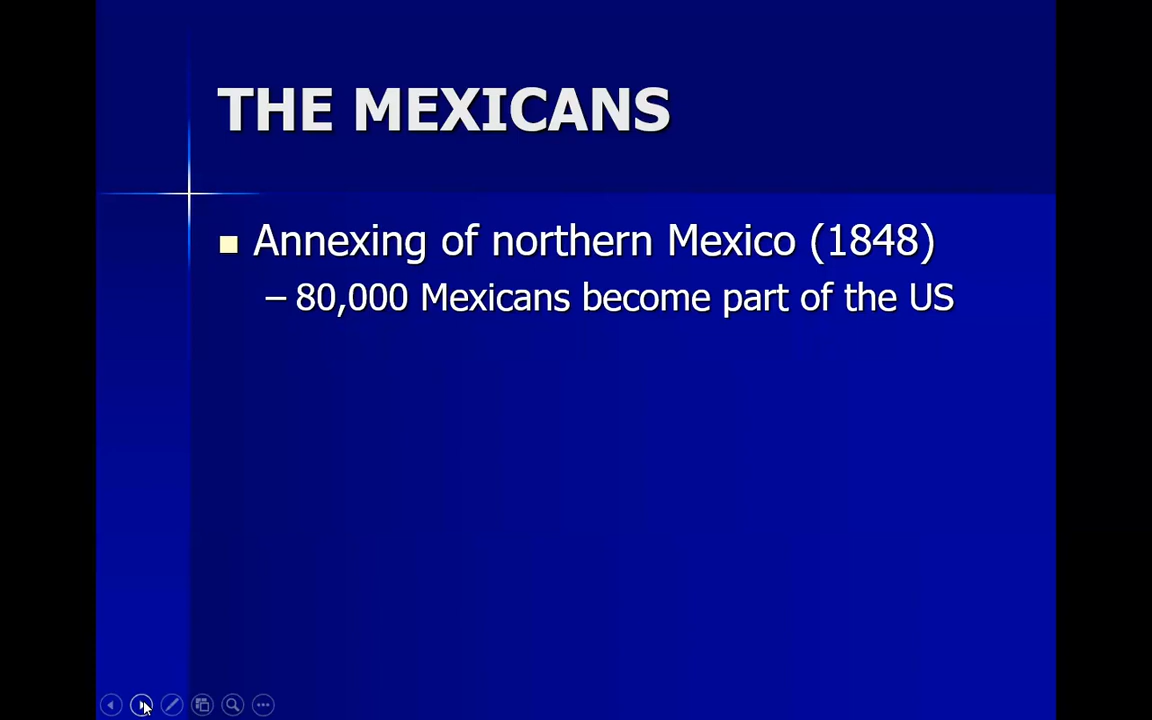 THE MEXICANS
Annexing of northern Mexico (1848)
– 80,000 Mexicans become part of the US